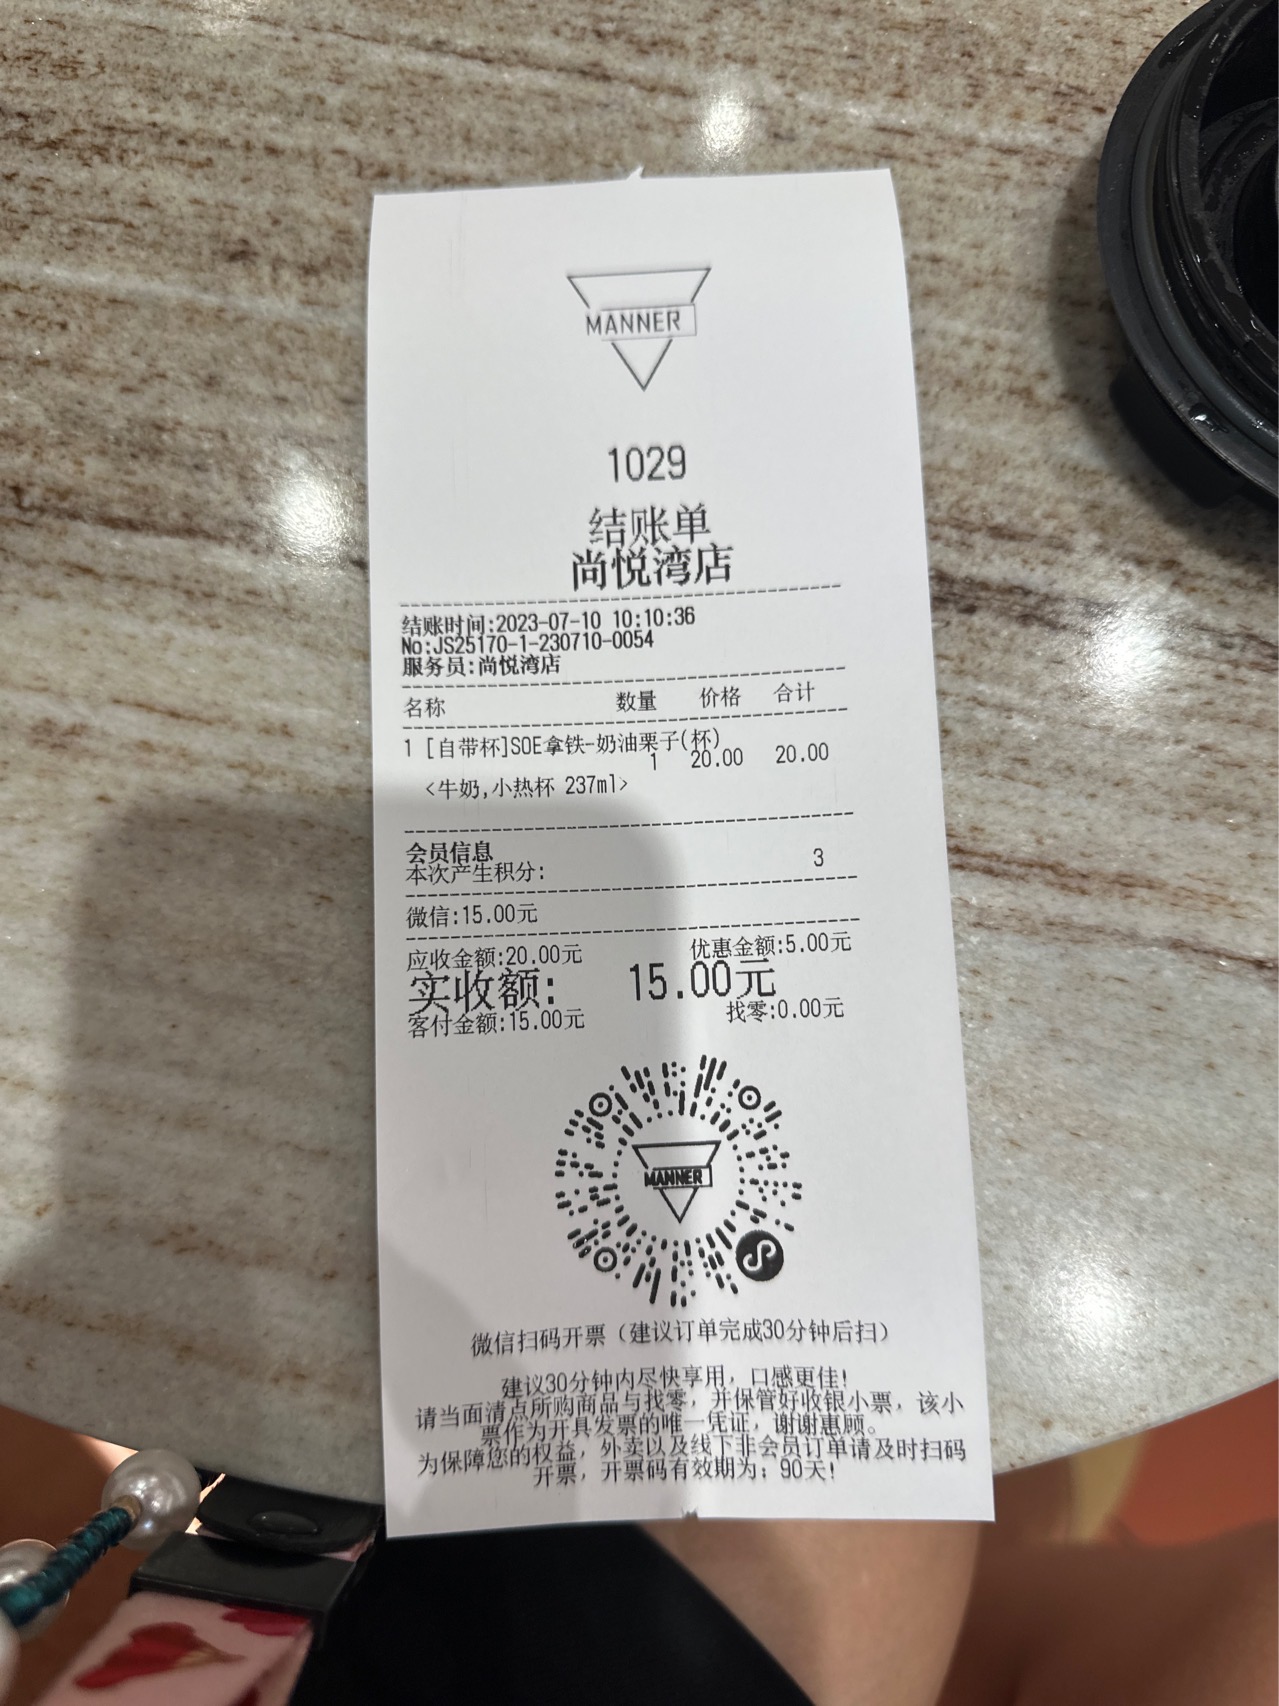 MANNER
1029
结账单
尚悦湾店
结账时间:2023-07-10 10:10:36
No:JS25170-1-230710-0054
服务员:尚悦湾店
名称 数量 价格 合计
1 [自带杯]SOE拿铁-奶油栗子(杯)
1 20.00 20.00
<牛奶,小热杯 237ml>
会员信息
本次产生积分: 3
微信:15.00元
应收金额:20.00元 优惠金额:5.00元
实收额: 15.00元
客付金额:15.00元 找零:0.00元
MANNER
微信扫码开票（建议订单完成30分钟后扫）
建议30分钟内尽快享用，口感更佳!
请当面清点所购商品与找零，并保管好收银小票，该小
票作为开具发票的唯一凭证，谢谢惠顾。
为保障您的权益，外卖以及线下非会员订单请及时扫码
开票，开票码有效期为：90天!